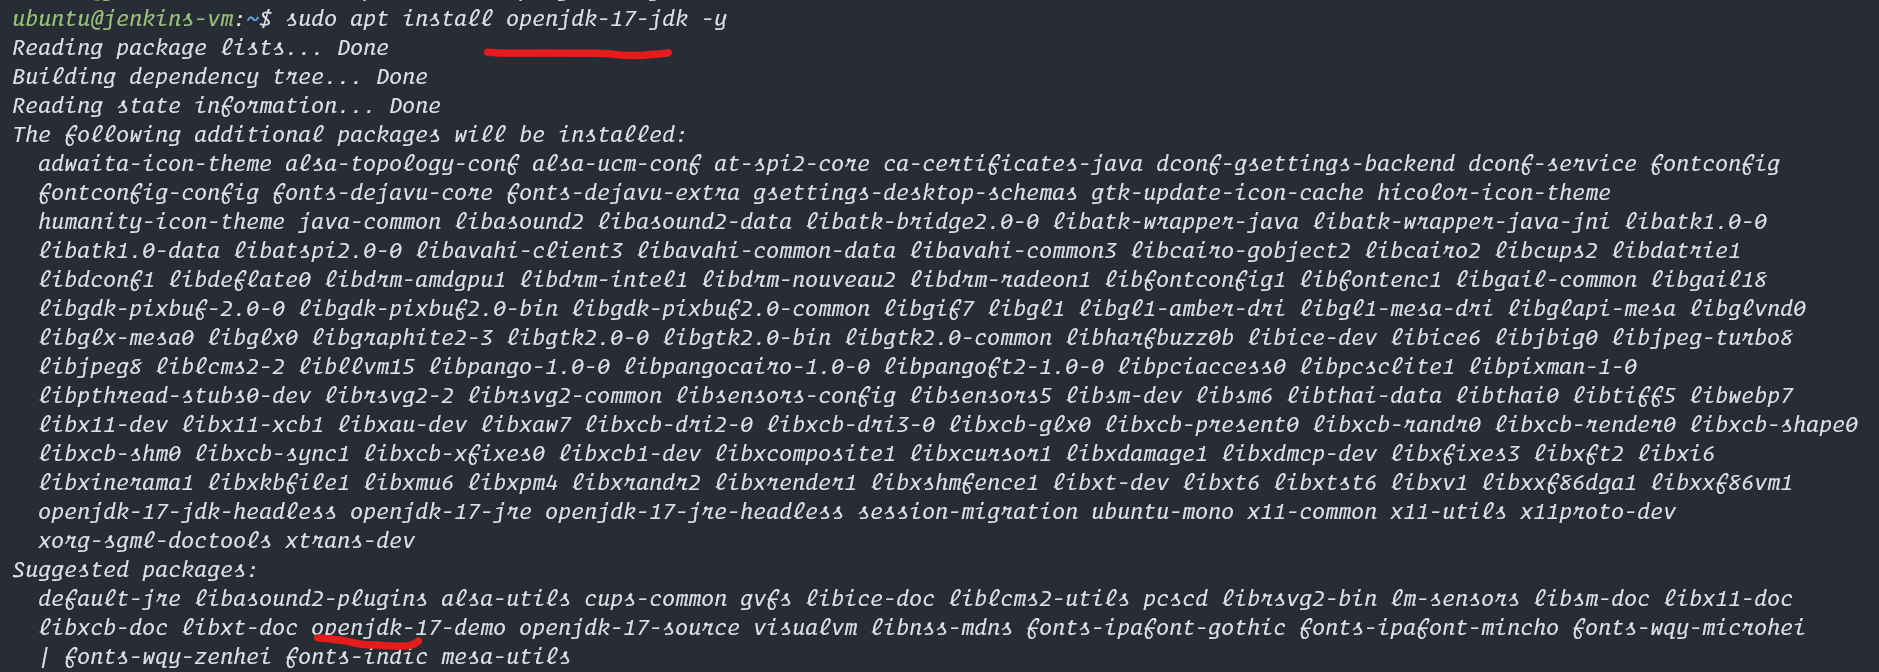 ubuntu@jenkins-vm:~$ sudo apt install openjdk-17-jdk -y
Reading package lists... Done
Building dependency tree... Done
Reading state information... Done
The following additional packages will be installed:
  adwaita-icon-theme alsa-topology-conf alsa-ucm-conf at-spi2-core ca-certificates-java dconf-gsettings-backend dconf-service fontconfig
  fontconfig-config fonts-dejavu-core fonts-dejavu-extra gsettings-desktop-schemas gtk-update-icon-cache hicolor-icon-theme
  humanity-icon-theme java-common libasound2 libasound2-data libatk-bridge2.0-0 libatk-wrapper-java libatk-wrapper-java-jni libatk1.0-0
  libatk1.0-data libatspi2.0-0 libavahi-client3 libavahi-common-data libavahi-common3 libcairo-gobject2 libcairo2 libcups2 libdatrie1
  libdconf1 libdeflate0 libdrm-amdgpu1 libdrm-intel1 libdrm-nouveau2 libdrm-radeon1 libfontconfig1 libfontenc1 libgail-common libgail18
  libgdk-pixbuf-2.0-0 libgdk-pixbuf2.0-bin libgdk-pixbuf2.0-common libgif7 libgl1 libgl1-amber-dri libgl1-mesa-dri libglapi-mesa libglvnd0
  libglx-mesa0 libglx0 libgraphite2-3 libgtk2.0-0 libgtk2.0-bin libgtk2.0-common libharfbuzz0b libice-dev libice6 libjbig0 libjpeg-turbo8
  libjpeg8 liblcms2-2 libllvm15 libpango-1.0-0 libpangocairo-1.0-0 libpangoft2-1.0-0 libpciaccess0 libpcsclite1 libpixman-1-0
  libpthread-stubs0-dev librsvg2-2 librsvg2-common libsensors-config libsensors5 libsm-dev libsm6 libthai-data libthai0 libtiff5 libwebp7
  libx11-dev libx11-xcb1 libxau-dev libxaw7 libxcb-dri2-0 libxcb-dri3-0 libxcb-glx0 libxcb-present0 libxcb-randr0 libxcb-render0 libxcb-shape0
  libxcb-shm0 libxcb-sync1 libxcb-xfixes0 libxcb1-dev libxcomposite1 libxcursor1 libxdamage1 libxdmcp-dev libxfixes3 libxft2 libxi6
  libxinerama1 libxkbfile1 libxmu6 libxpm4 libxrandr2 libxrender1 libxshmfence1 libxt-dev libxt6 libxtst6 libxv1 libxxf86dga1 libxxf86vm1
  openjdk-17-jdk-headless openjdk-17-jre openjdk-17-jre-headless session-migration ubuntu-mono x11-common x11-utils x11proto-dev
  xorg-sgml-doctools xtrans-dev
Suggested packages:
  default-jre libasound2-plugins alsa-utils cups-common gvfs libice-doc liblcms2-utils pcscd librsvg2-bin lm-sensors libsm-doc libx11-doc
  libxcb-doc libxt-doc openjdk-17-demo openjdk-17-source visualvm libnss-mdns fonts-ipafont-gothic fonts-ipafont-mincho fonts-wqy-microhei
  | fonts-wqy-zenhei fonts-indic mesa-utils